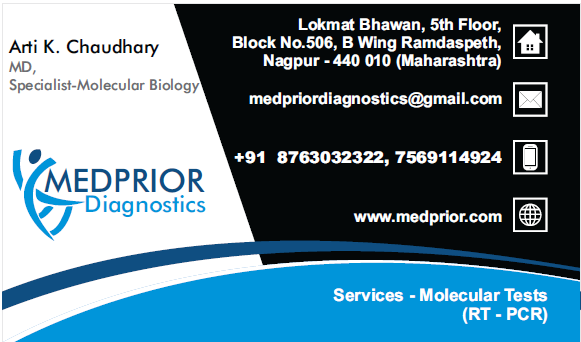 Arti K. Chaudhary
MD,
Specialist-Molecular Biology
MEDPRIOR
Diagnostics
Lokmat Bhawan, 5th Floor,
Block No.506, B Wing Ramdaspeth,
Nagpur - 440 010 (Maharashtra)
medpriordiagnostics@gmail.com
+91  8763032322, 7569114924
www.medprior.com
Services - Molecular Tests
(RT - PCR)